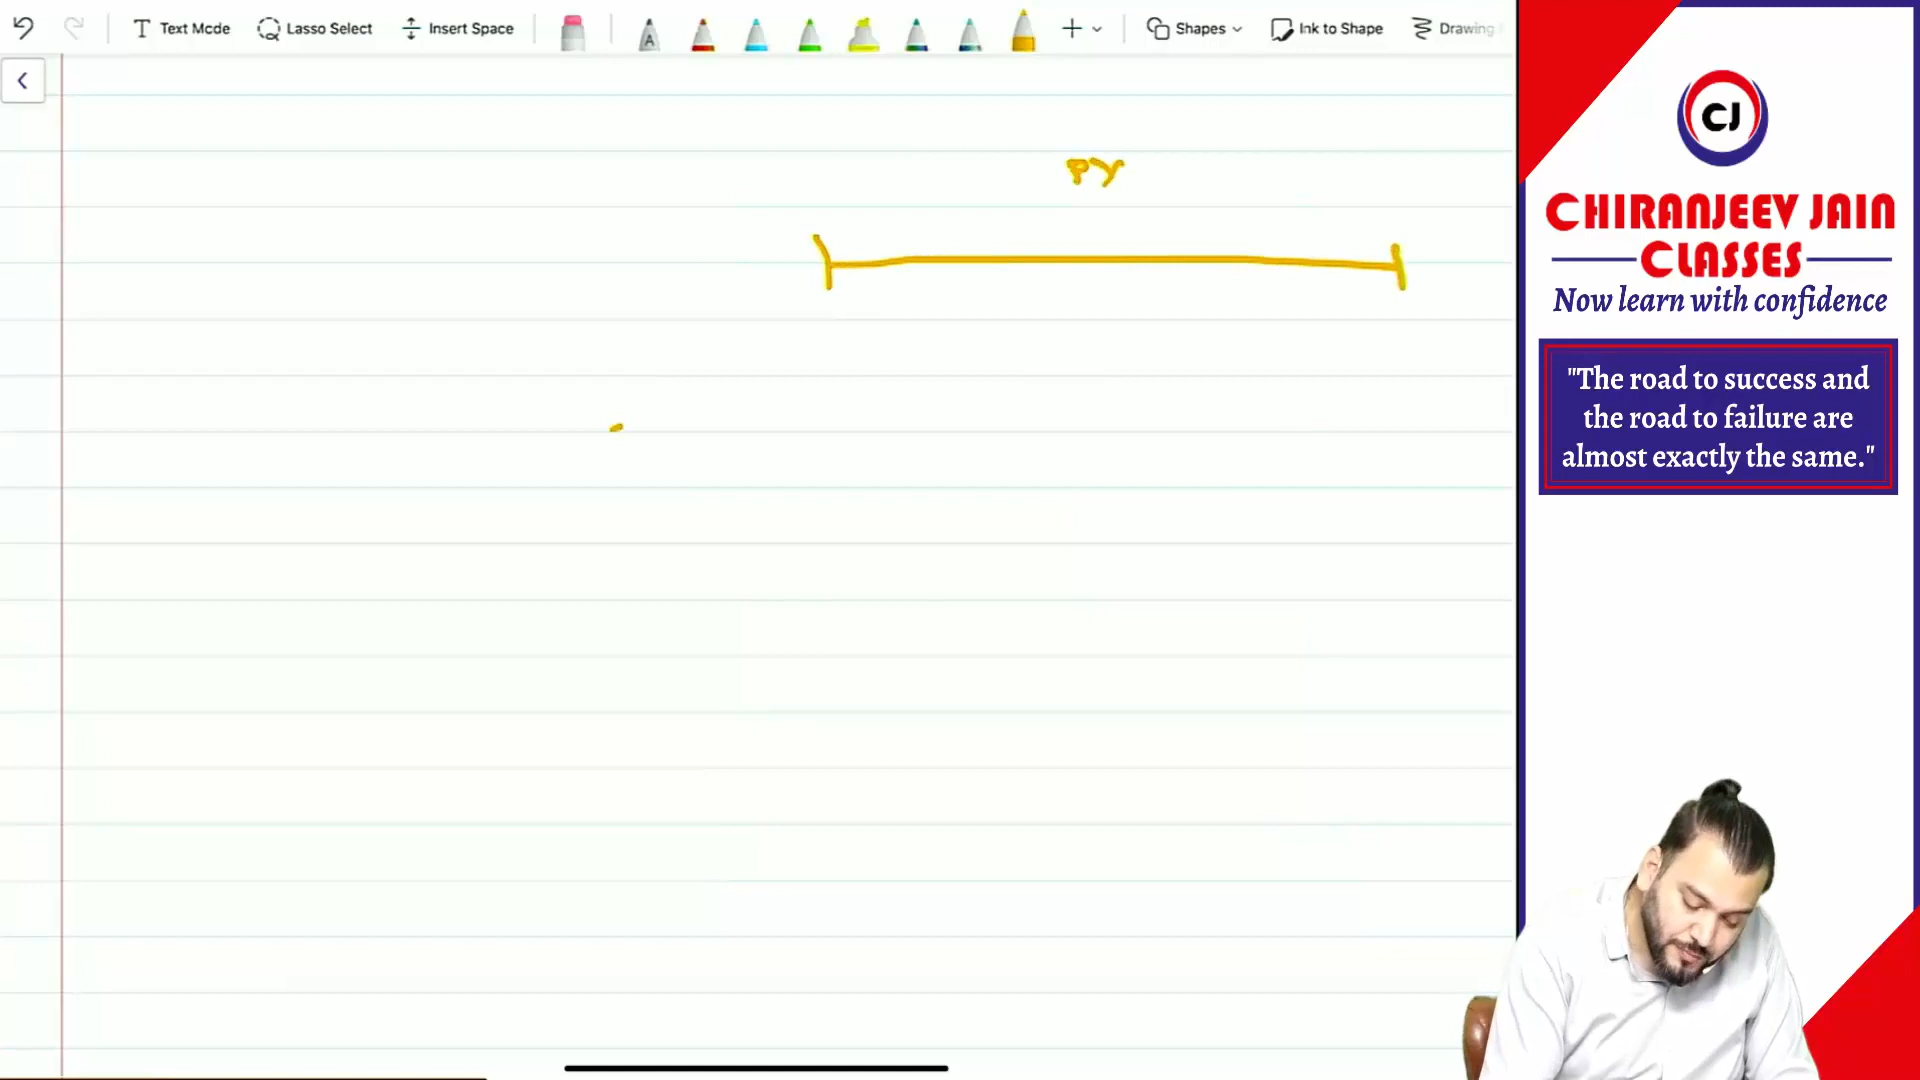 Text Mode Lasso Select Insert Space A Shapes Ink to Shape Drawing
PY
CJ
CHIRANJEEV JAIN
CLASSES
Now learn with confidence
"The road to success and
the road to failure are
almost exactly the same."